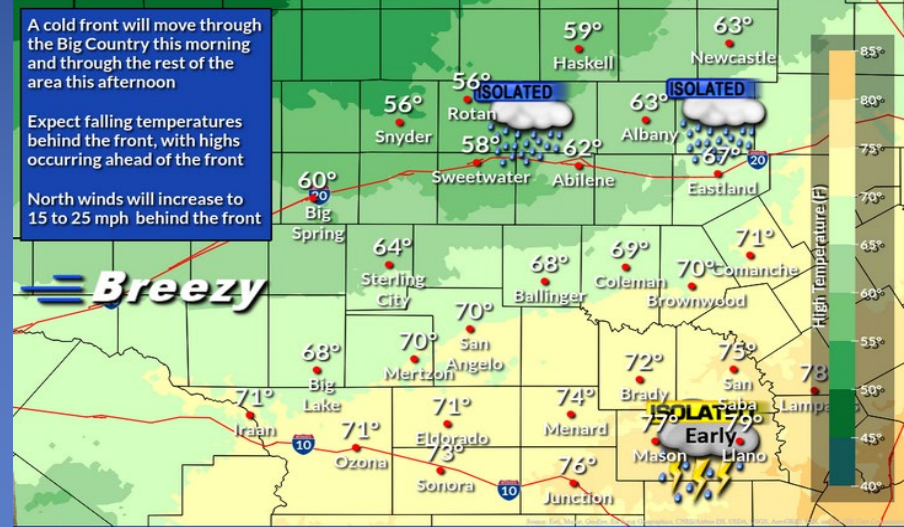 A cold front will move through
the Big Country this morning
and through the rest of the
area this afternoon
Expect falling temperatures
behind the front, with highs
occurring ahead of the front
North winds will increase to
15 to 25 mph behind the front
Breezy
59°
Haskell
63°
Newcastle
56°
Rotan
ISOLATED
ISOLATED
56°
Snyder
63°
Albany
58°
Sweetwater
62°
Abilene
67°
Eastland
20
60°
20
Big
Spring
64°
Sterling
City
68°
Ballinger
69°
Coleman
70°
Brownwood
71°
Comanche
70°
San
Angelo
70°
Mertzon
68°
Big
Lake
72°
Brady
75°
San
Saba
78
71°
Iraan
71°
Eldorado
74°
Menard
ISOLATED
Early
77°
Mason
79°
Llano
10
71°
Ozona
73°
Sonora
10
76°
Junction
High Temperature (F)
85°
80°
75°
70°
65°
60°
55°
50°
45°
40°